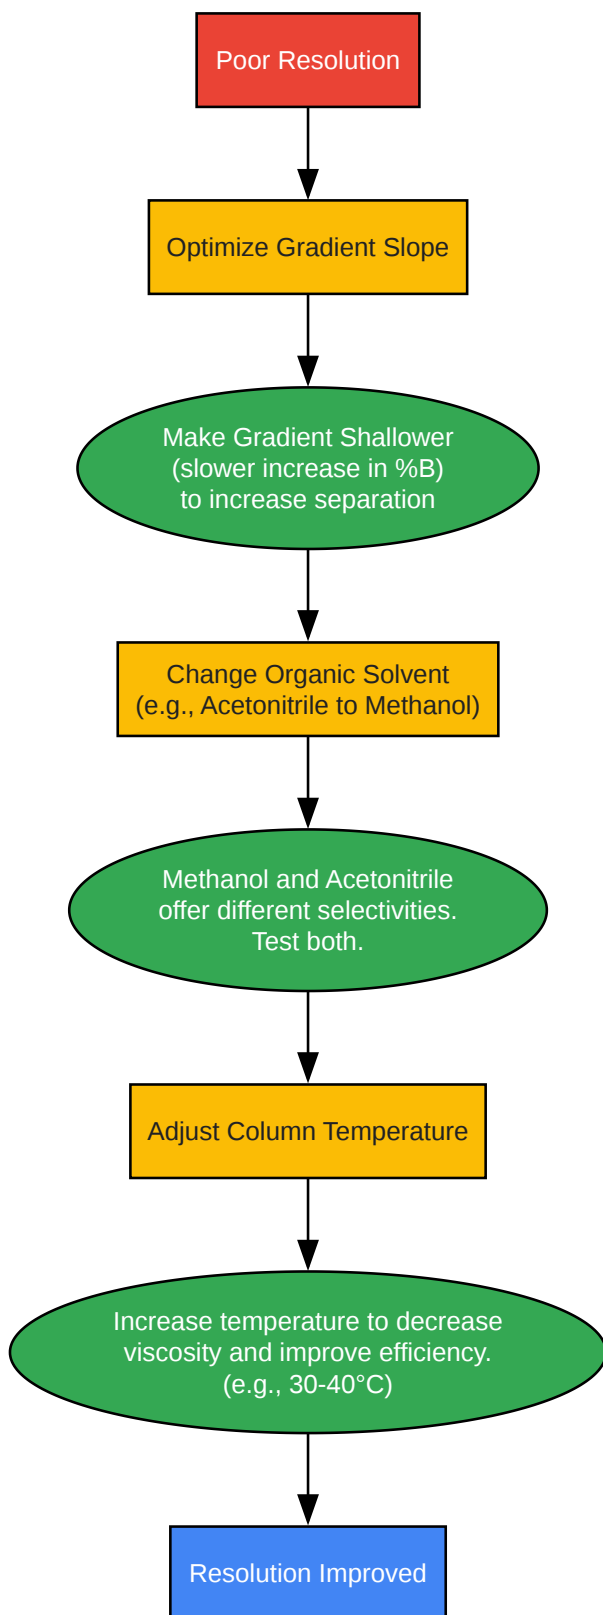 Poor Resolution
Optimize Gradient Slope
Make Gradient Shallower
(slower increase in %B)
to increase separation
Change Organic Solvent
(e.g., Acetonitrile to Methanol)
Methanol and Acetonitrile
offer different selectivities.
Test both.
Adjust Column Temperature
Increase temperature to decrease
viscosity and improve efficiency.
(e.g., 30-40°C)
Resolution Improved